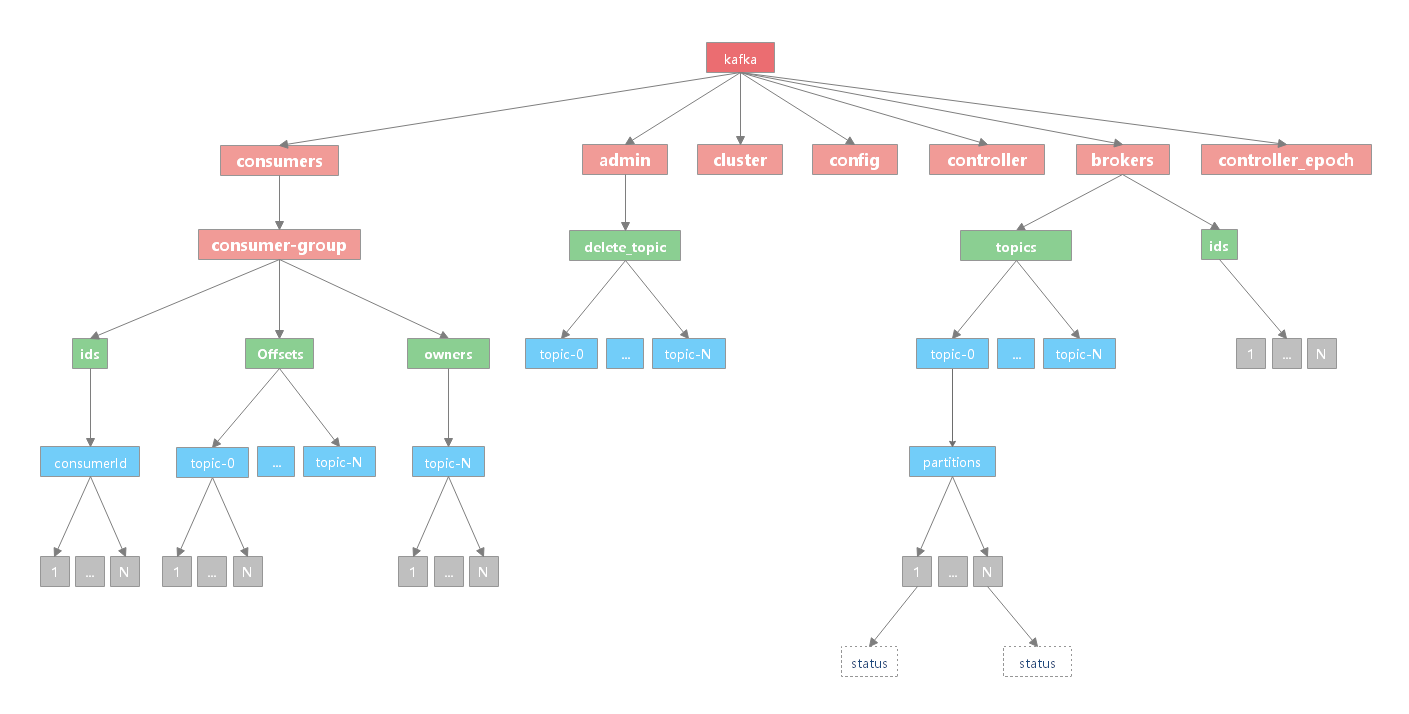 kafka
consumers
admin
cluster
config
controller
brokers
controller_epoch
consumer-group
delete_topic
topics
ids
ids
Offsets
owners
topic-0
...
topic-N
topic-0
...
topic-N
1
...
N
consumerId
topic-0
...
topic-N
topic-N
partitions
1
...
N
1
...
N
1
...
N
1
...
N
status
status